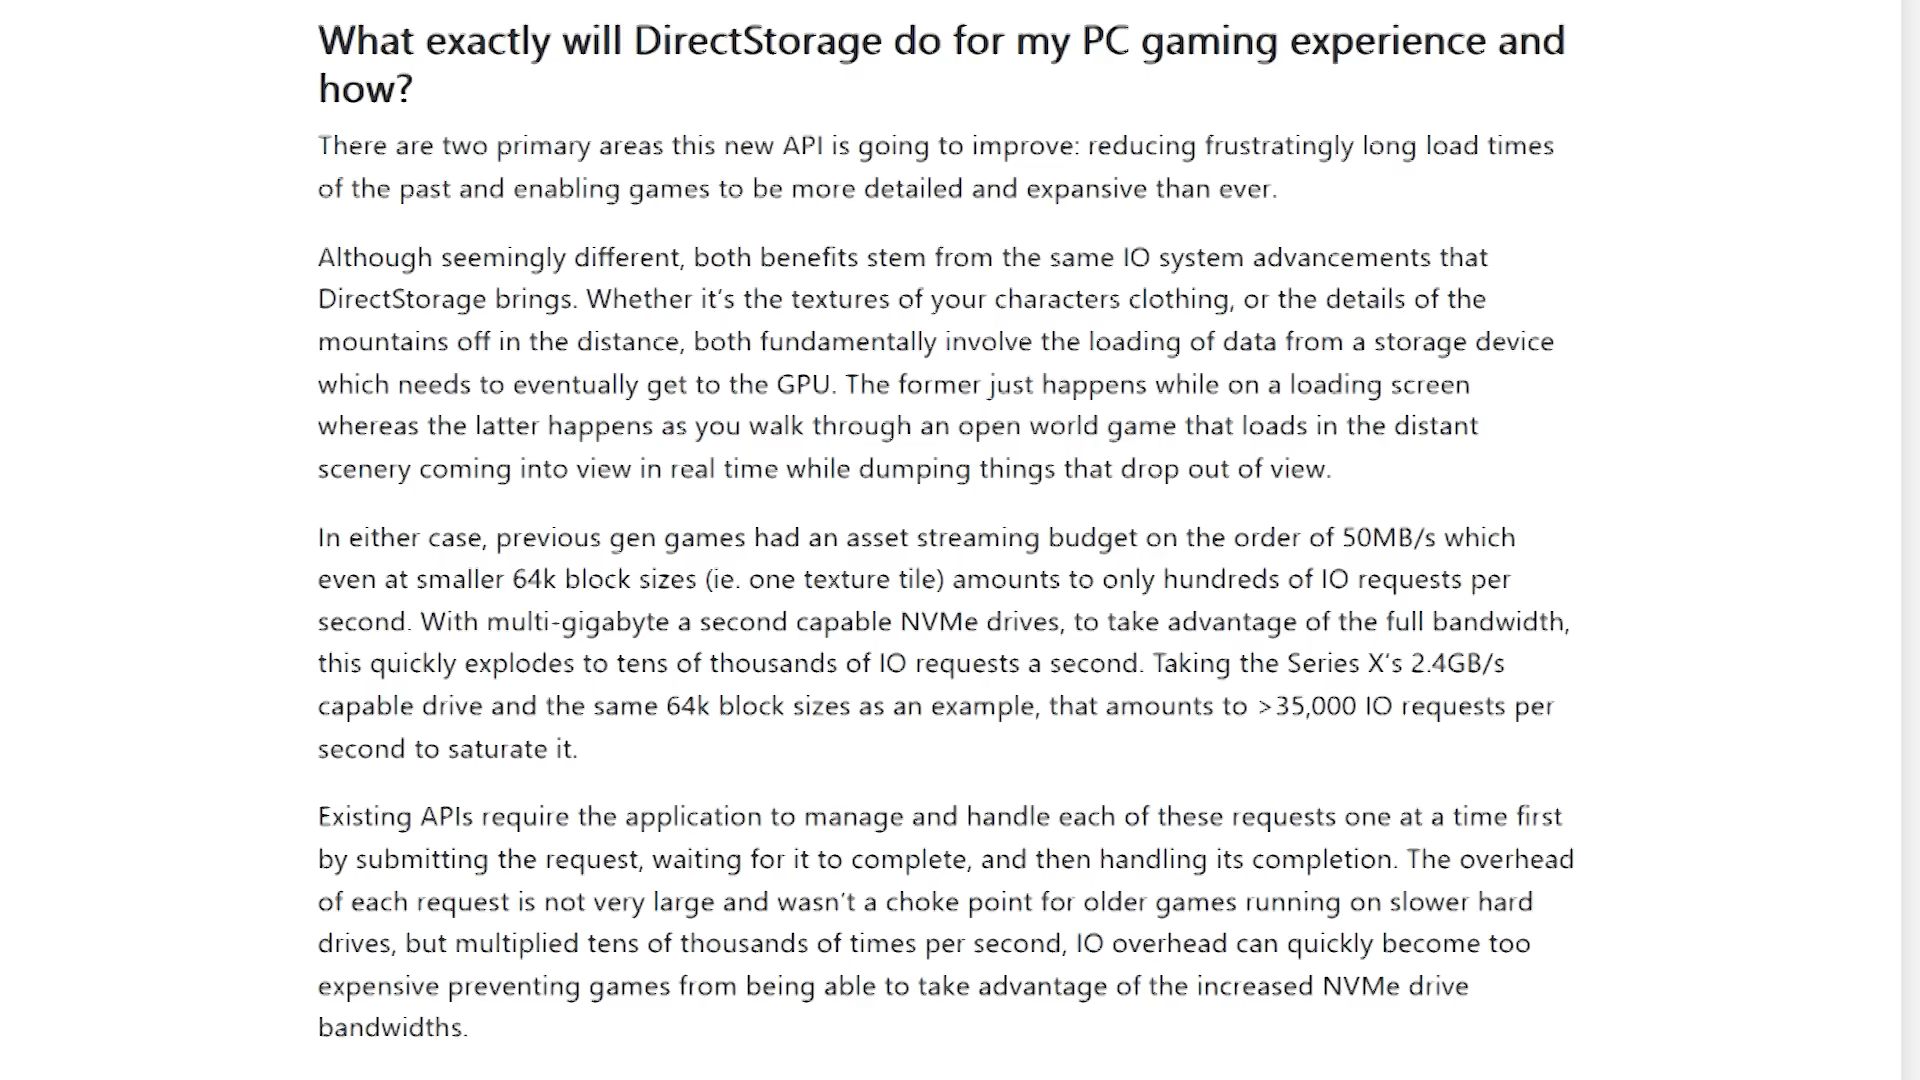 What exactly will DirectStorage do for my PC gaming experience and
how?
There are two primary areas this new API is going to improve: reducing frustratingly long load times
of the past and enabling games to be more detailed and expansive than ever.
Although seemingly different, both benefits stem from the same IO system advancements that
DirectStorage brings. Whether it's the textures of your characters clothing, or the details of the
mountains off in the distance, both fundamentally involve the loading of data from a storage device
which needs to eventually get to the GPU. The former just happens while on a loading screen
whereas the latter happens as you walk through an open world game that loads in the distant
scenery coming into view in real time while dumping things that drop out of view.
In either case, previous gen games had an asset streaming budget on the order of 50MB/s which
even at smaller 64k block sizes (ie. one texture tile) amounts to only hundreds of IO requests per
second. With multi-gigabyte a second capable NVMe drives, to take advantage of the full bandwidth,
this quickly explodes to tens of thousands of IO requests a second. Taking the Series X's 2.4GB/s
capable drive and the same 64k block sizes as an example, that amounts to >35,000 IO requests per
second to saturate it.
Existing APIs require the application to manage and handle each of these requests one at a time first
by submitting the request, waiting for it to complete, and then handling its completion. The overhead
of each request is not very large and wasn't a choke point for older games running on slower hard
drives, but multiplied tens of thousands of times per second, IO overhead can quickly become too
expensive preventing games from being able to take advantage of the increased NVMe drive
bandwidths.